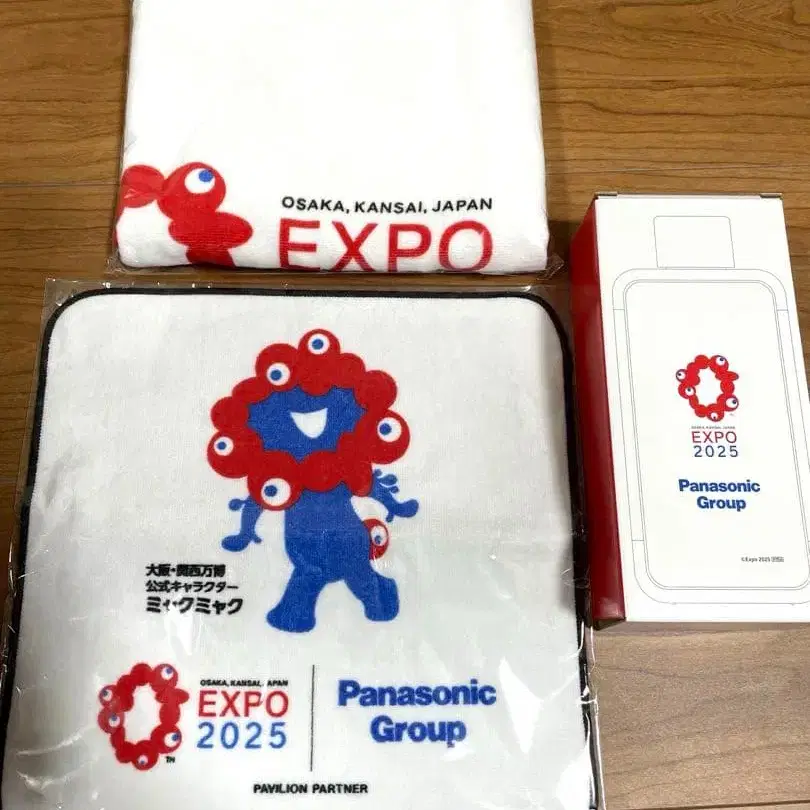 OSAKA, KANSAI, JAPAN
EXPO
大阪・関西万博
公式キャラクター
ミャクミャク
OSAKA, KANSAI, JAPAN
EXPO
2025
TM
Panasonic
Group
PAVILION PARTNER
OSAKA, KANSAI, JAPAN
EXPO
2025
Panasonic
Group
©Expo 2025